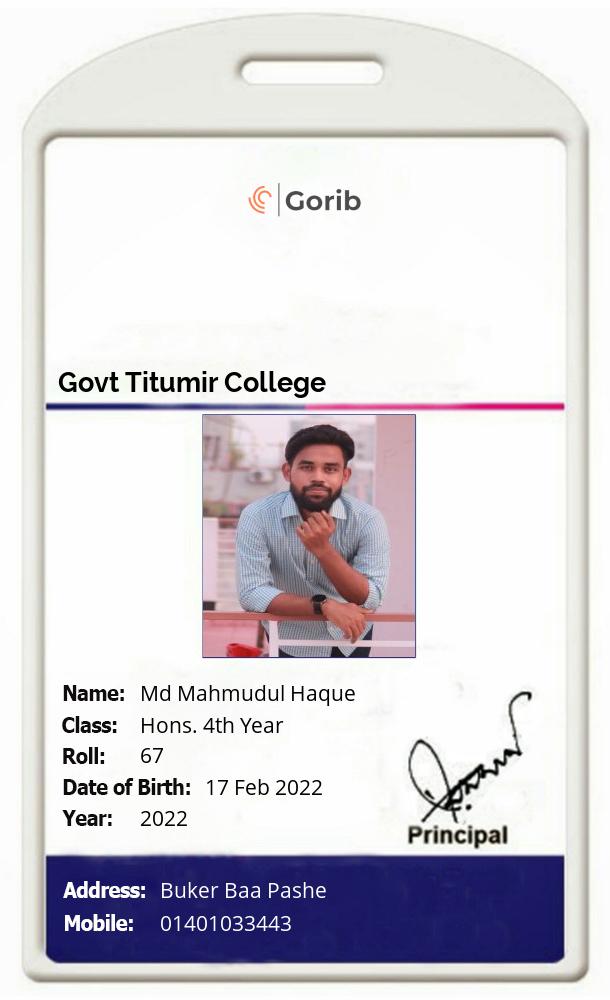 Gorib
Govt Titumir College
Name: Md Mahmudul Haque
Class: Hons. 4th Year
Roll: 67
Date of Birth: 17 Feb 2022
Year: 2022
Principal
Address: Buker Baa Pashe
Mobile: 01401033443